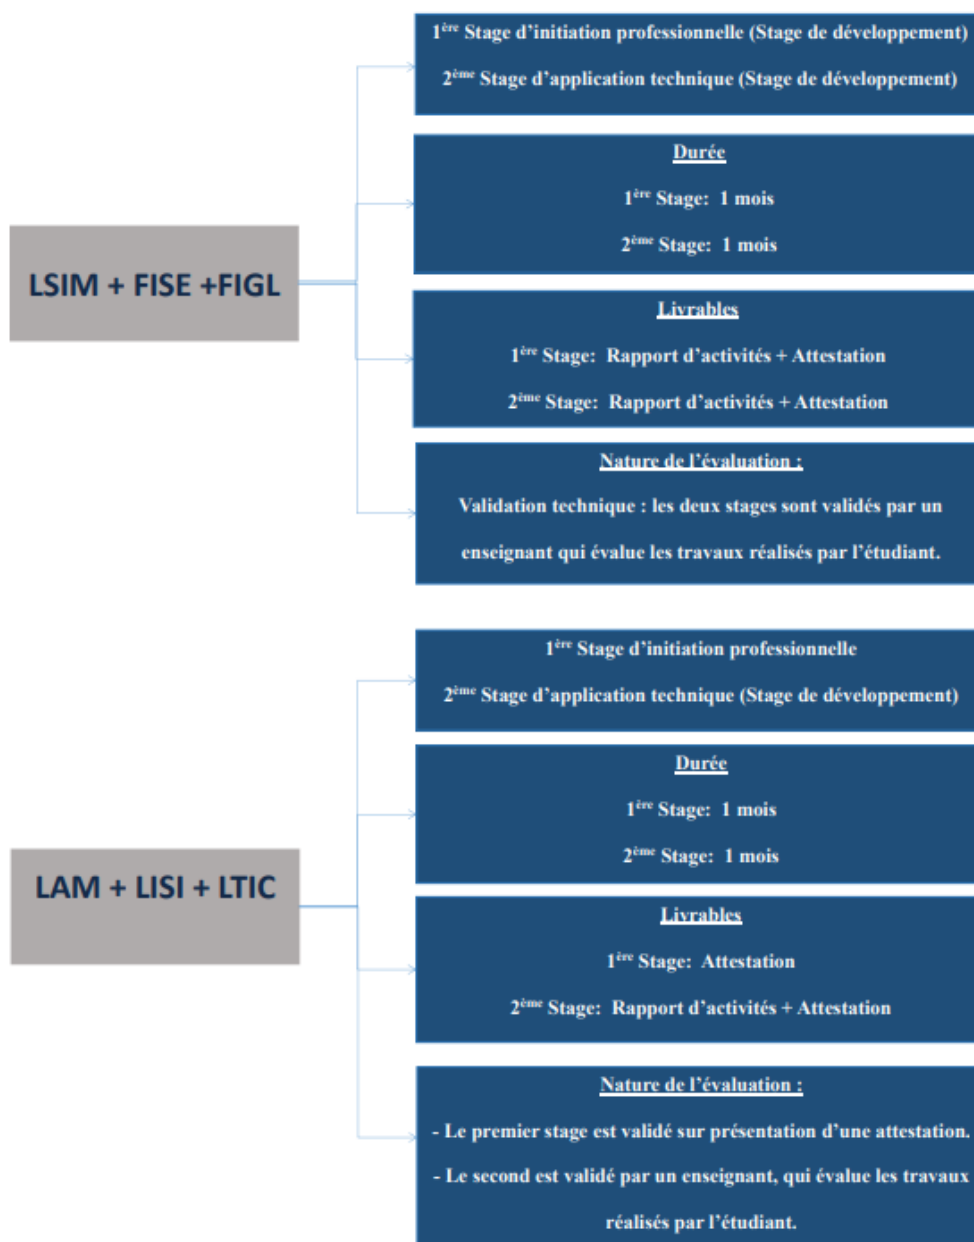 1ère Stage d'initiation professionnelle (Stage de développement)
2ème Stage d'application technique (Stage de développement)
Durée
1ère Stage: 1 mois
2ème Stage: 1 mois
LSIM + FISE +FIGL
Livrables
1ère Stage: Rapport d'activités + Attestation
2ème Stage: Rapport d'activités + Attestation
Nature de l'évaluation :
Validation technique : les deux stages sont validés par un
enseignant qui évalue les travaux réalisés par l'étudiant.
1ère Stage d'initiation professionnelle
2ème Stage d'application technique (Stage de développement)
Durée
1ère Stage: 1 mois
2ème Stage: 1 mois
LAM + LISI + LTIC
Livrables
1ère Stage: Attestation
2ème Stage: Rapport d'activités + Attestation
Nature de l'évaluation :
- Le premier stage est validé sur présentation d'une attestation.
- Le second est validé par un enseignant, qui évalue les travaux
réalisés par l'étudiant.